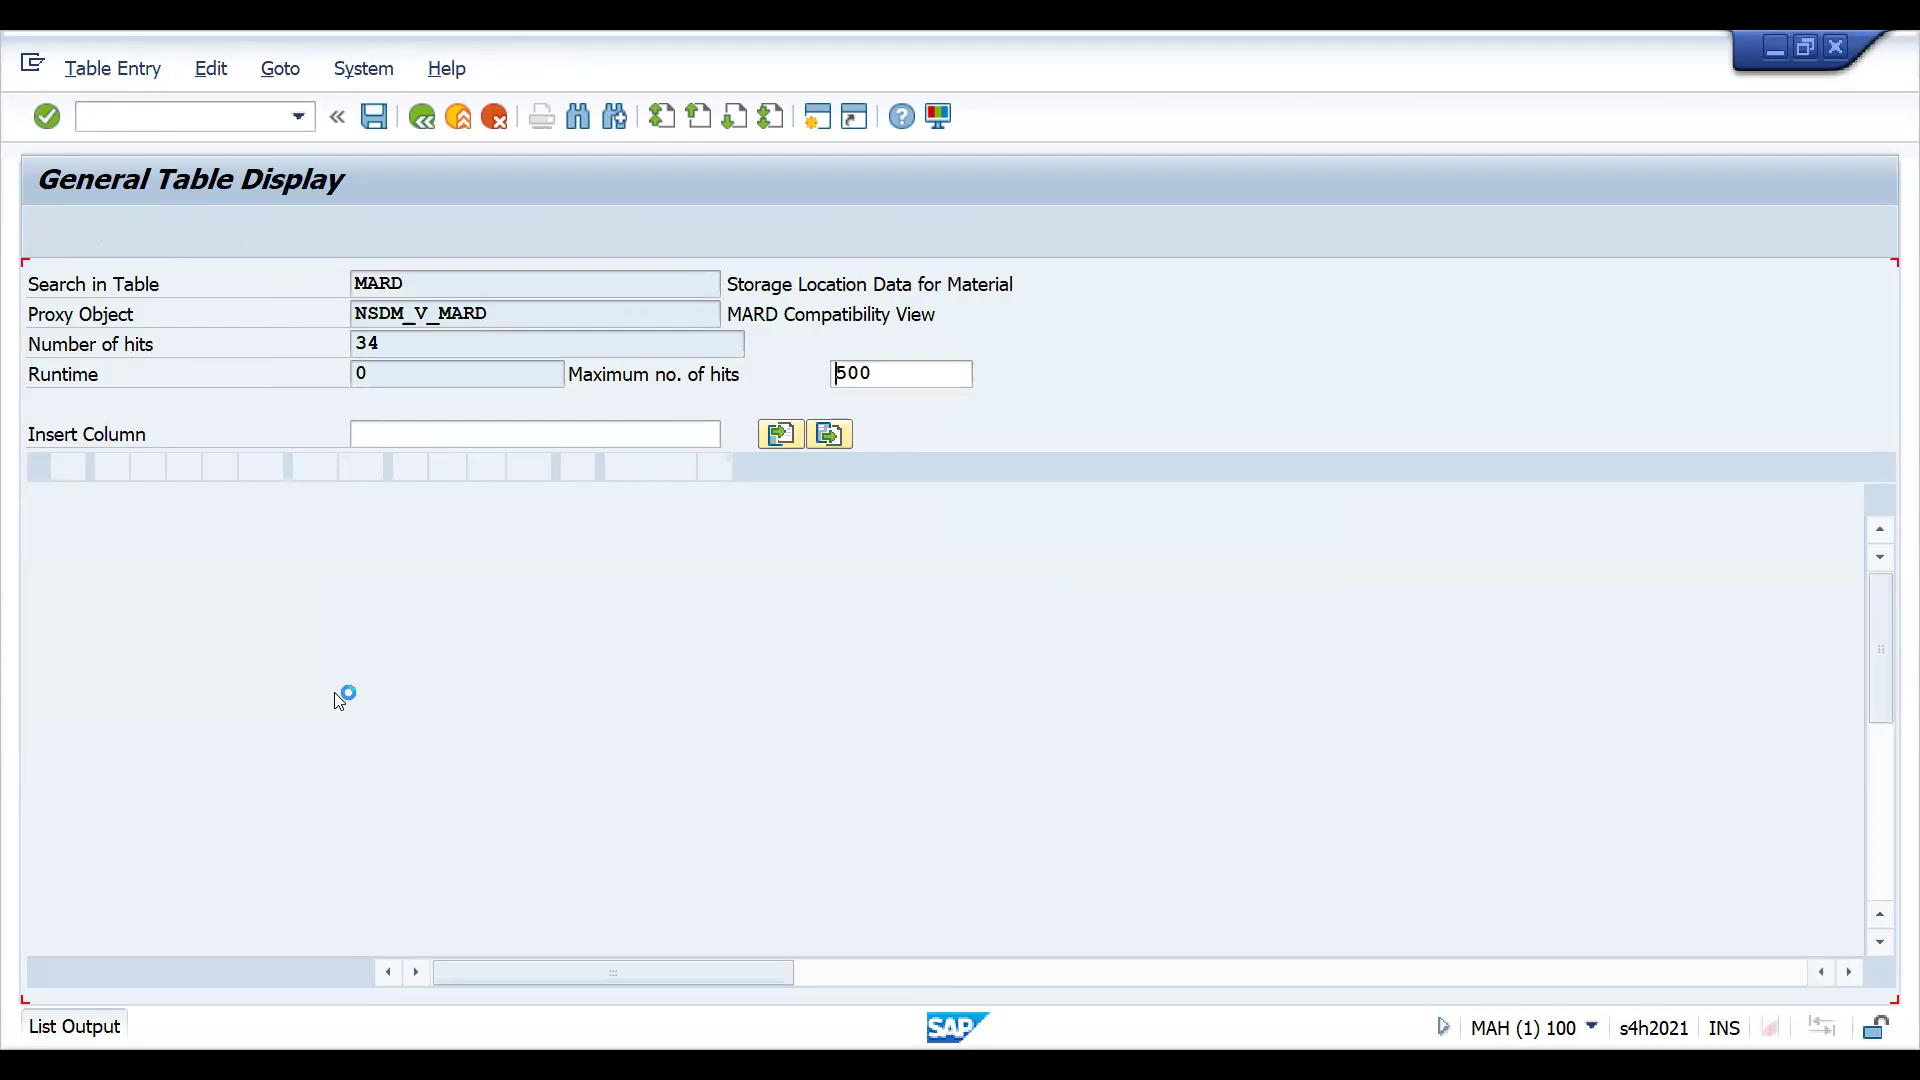 Table Entry Edit Goto System Help
General Table Display
Search in Table MARD Storage Location Data for Material
Proxy Object NSDM_V_MARD MARD Compatibility View
Number of hits 34
Runtime 0 Maximum no. of hits 500
Insert Column
List Output SAP MAH (1) 100 s4h2021 INS